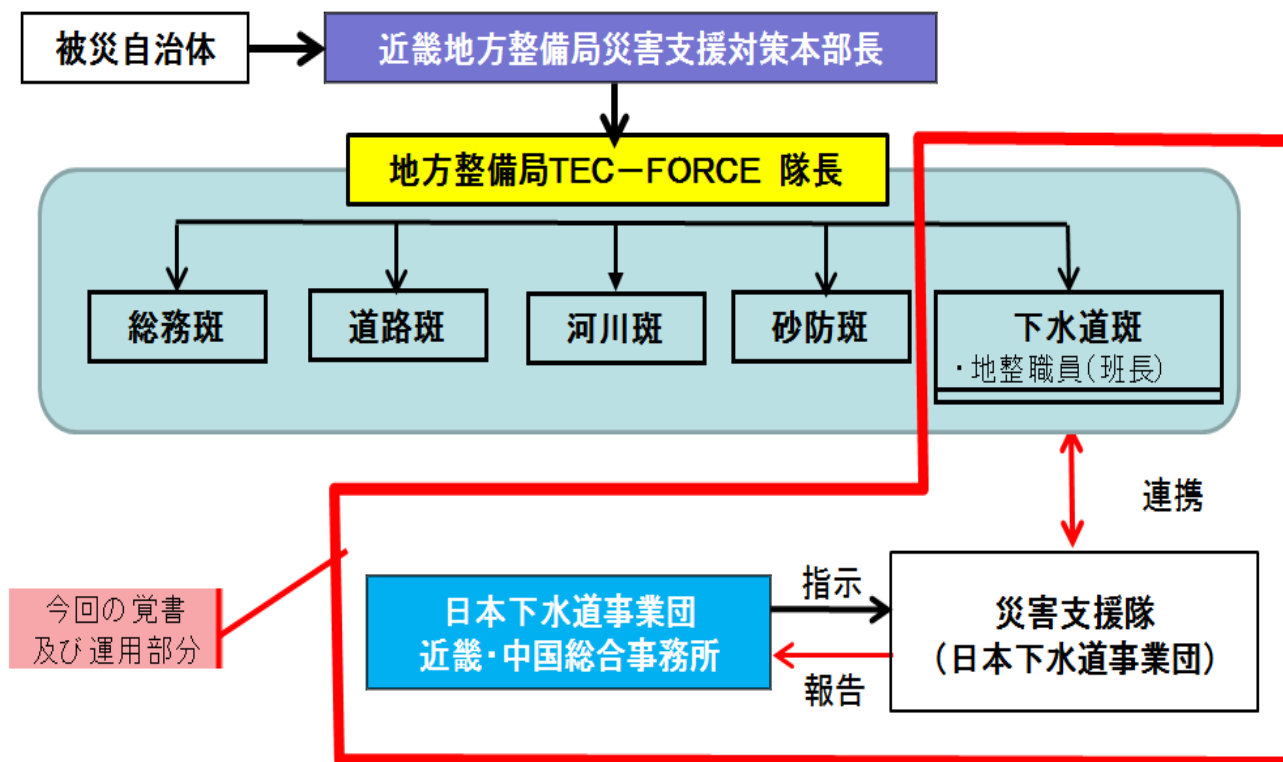 被災自治体
近畿地方整備局災害支援対策本部長
地方整備局TEC－FORCE 隊長
総務斑
道路斑
河川斑
砂防斑
下水道斑
・地整職員(班長)
連携
今回の覚書
及び運用部分
日本下水道事業団
近畿・中国総合事務所
指示
報告
災害支援隊
（日本下水道事業団）